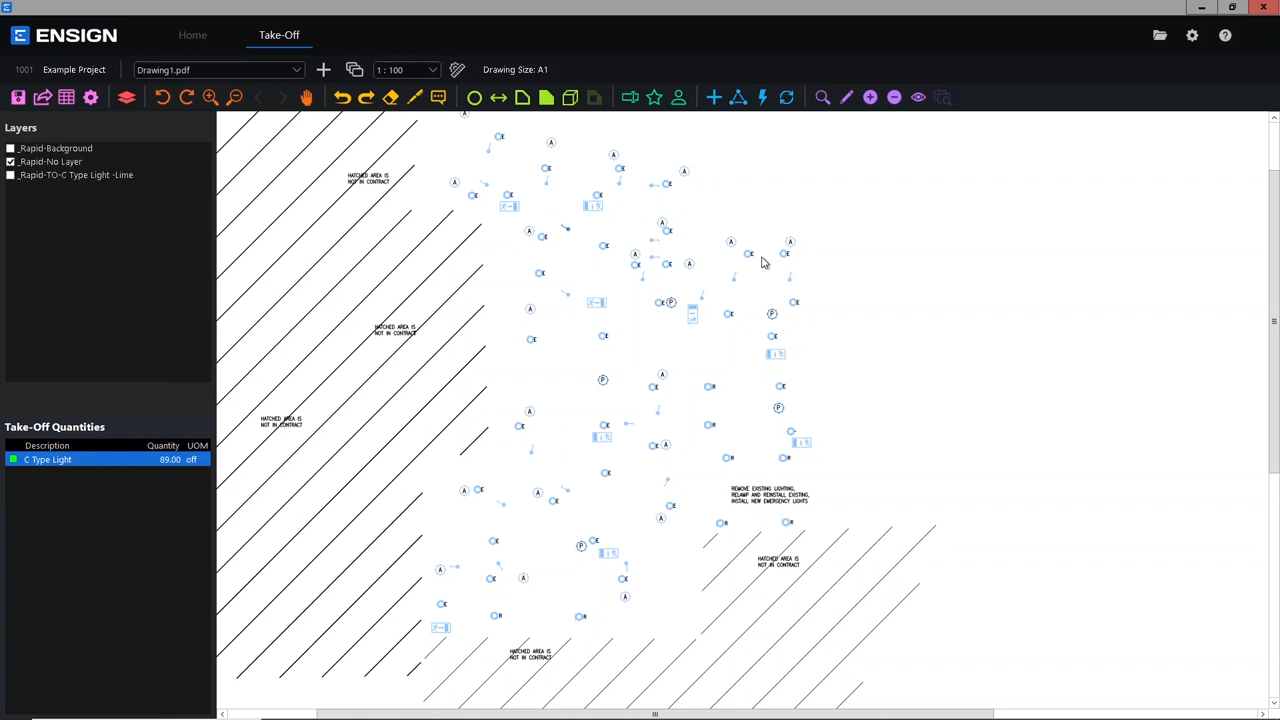 ENSIGN
Home
Take-Off
1001
Example Project
Drawing1.pdf
1 : 100
Drawing Size: A1
Layers
_Rapid-Background
_Rapid-No Layer
_Rapid-TO-C Type Light -Lime
Take-Off Quantities
Description Quantity UOM
C Type Light 89.00 off
HATCHED AREA IS
NOT IN CONTRACT
HATCHED AREA IS
NOT IN CONTRACT
HATCHED AREA IS
NOT IN CONTRACT
REMOVE EXISTING LIGHTING,
RELAMP AND REINSTALL EXISTING,
INSTALL NEW EMERGENCY LIGHTS
HATCHED AREA IS
NOT IN CONTRACT
HATCHED AREA IS
NOT IN CONTRACT